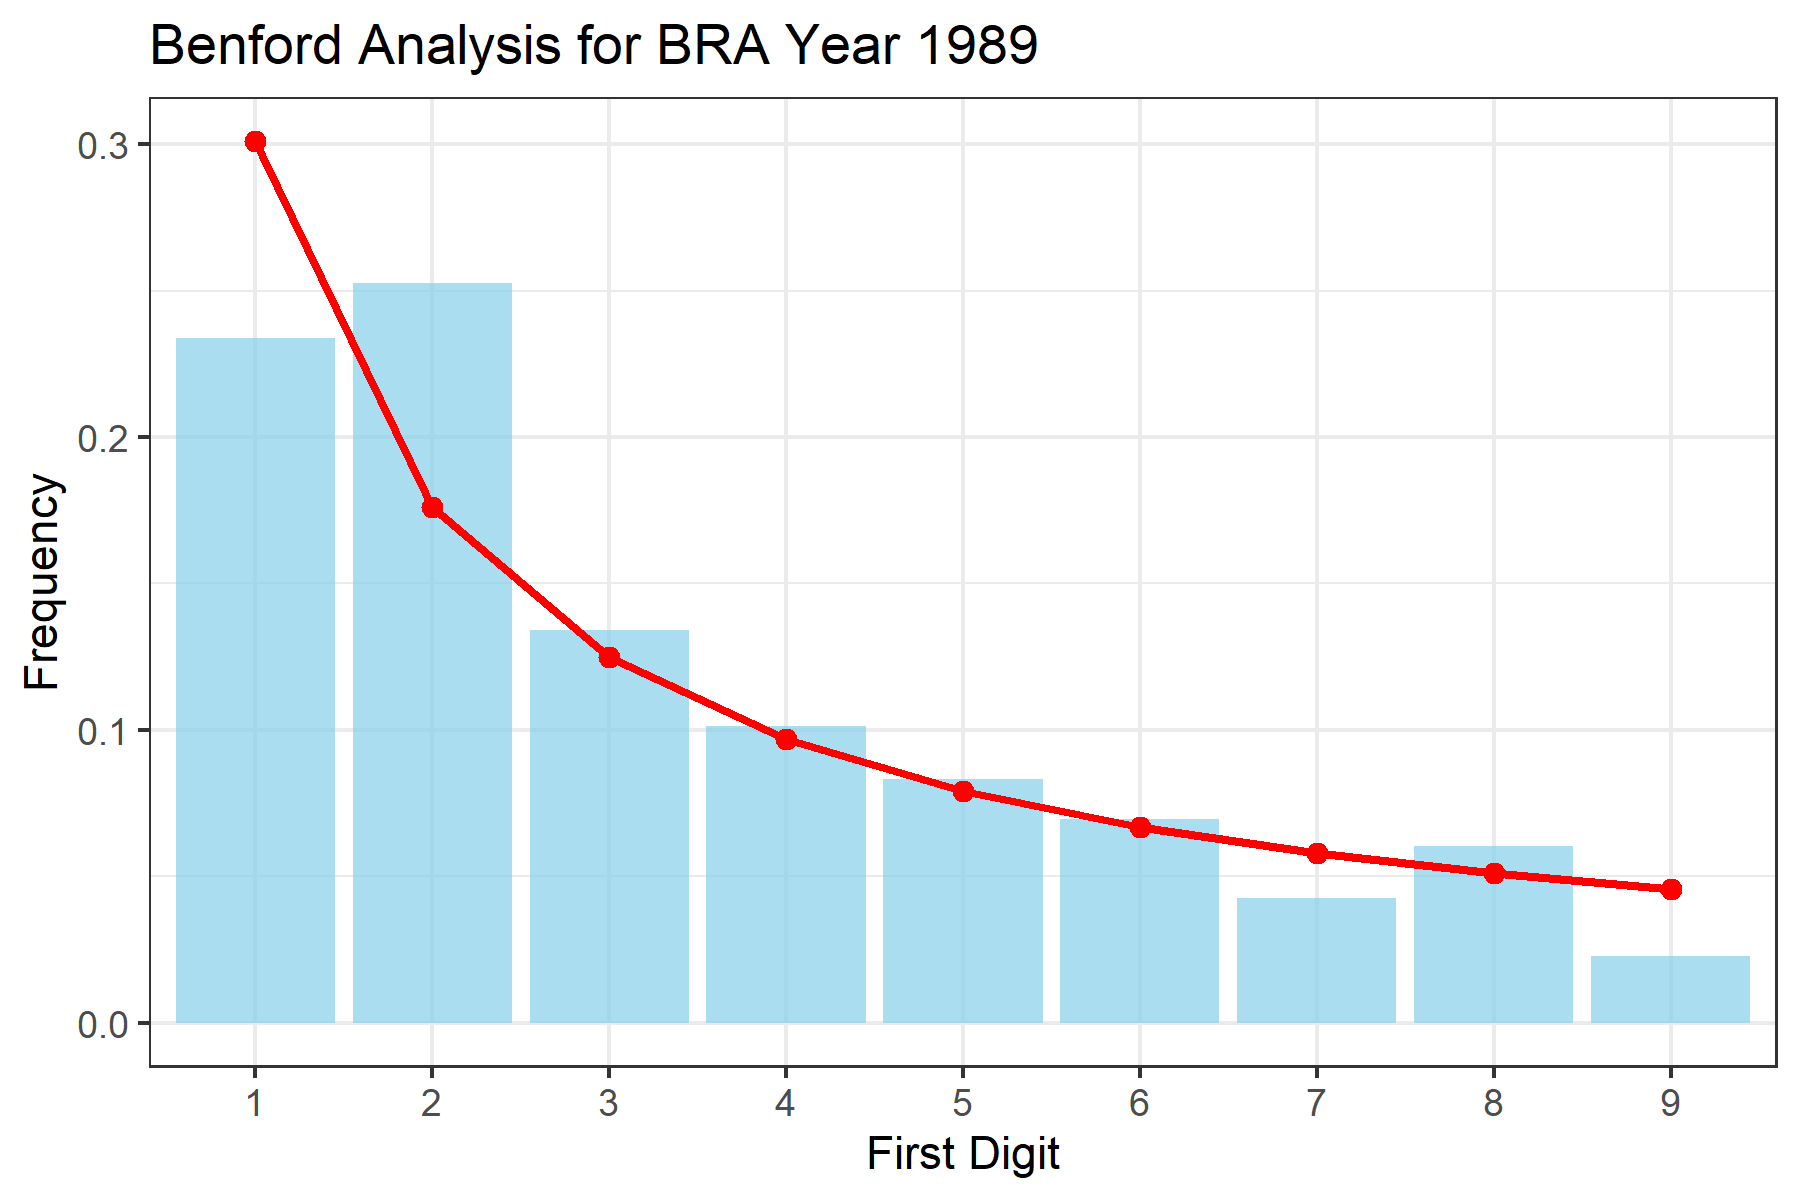 Benford Analysis for BRA Year 1989
Frequency
0.3
0.2
0.1
0.0
1 2 3 4 5 6 7 8 9
First Digit